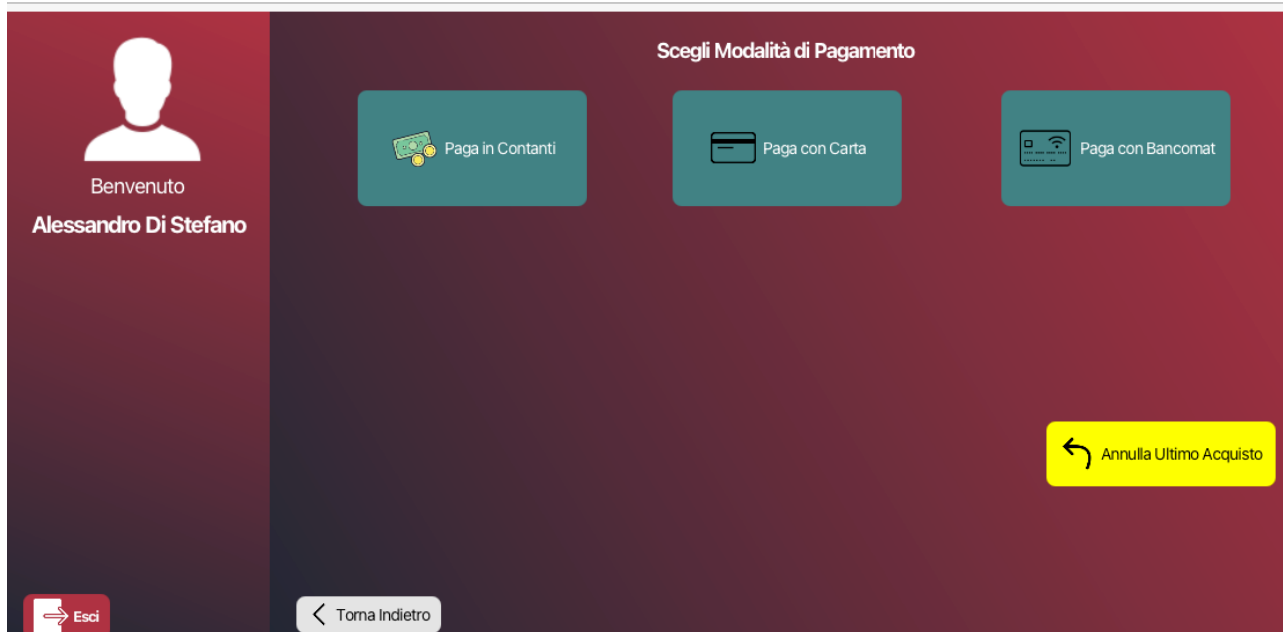 Benvenuto
Alessandro Di Stefano
Esci
Scegli Modalità di Pagamento
Paga in Contanti
Paga con Carta
Paga con Bancomat
Annulla Ultimo Acquisto
Torna Indietro